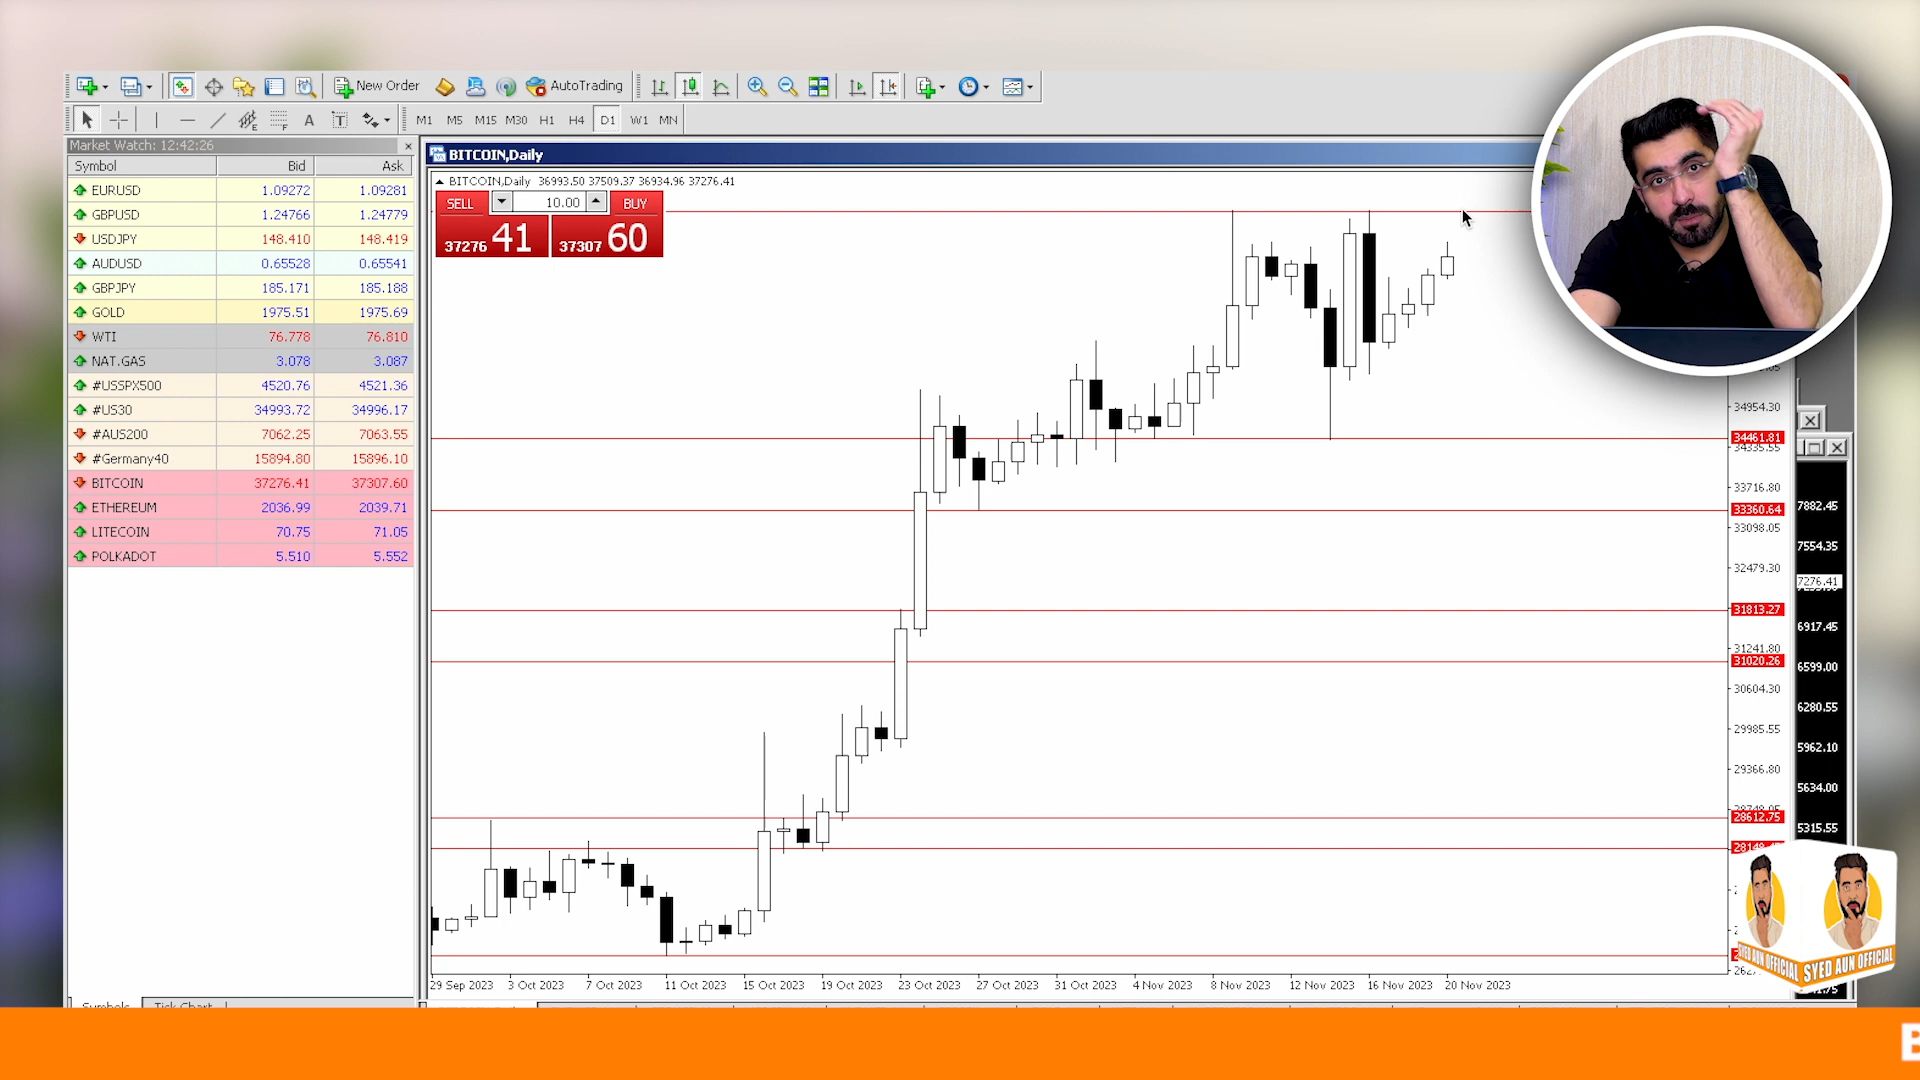 New Order
AutoTrading
M1 M5 M15 M30 H1 H4 D1 W1 MN
Market Watch: 12:42:26
Symbol Bid Ask
EURUSD 1.09272 1.09281
GBPUSD 1.24766 1.24779
USDJPY 148.410 148.419
AUDUSD 0.65528 0.65541
GBPJPY 185.171 185.188
GOLD 1975.51 1975.69
WTI 76.778 76.810
NAT.GAS 3.078 3.087
#USSPX500 4520.76 4521.36
#US30 34993.72 34996.17
#AUS200 7062.25 7063.55
#Germany40 15894.80 15896.10
BITCOIN 37276.41 37307.60
ETHEREUM 2036.99 2039.71
LITECOIN 70.75 71.05
POLKADOT 5.510 5.552
Symbols Tick Chart
BITCOIN,Daily
BITCOIN,Daily 36993.50 37509.37 36934.96 37276.41
SELL 10.00 BUY
37276 41 37307 60
34954.30
34461.81
34335.55
33716.80
33360.64
33098.05
32479.30
31813.27
31241.80
31020.26
30604.30
29985.55
29366.80
28612.75
7882.45
7554.35
7276.41
6917.45
6599.00
6280.55
5962.10
5634.00
5315.55
29 Sep 2023 3 Oct 2023 7 Oct 2023 11 Oct 2023 15 Oct 2023 19 Oct 2023 23 Oct 2023 27 Oct 2023 31 Oct 2023 4 Nov 2023 8 Nov 2023 12 Nov 2023 16 Nov 2023 20 Nov 2023
SYED AUN OFFICIAL
SYED AUN OFFICIAL